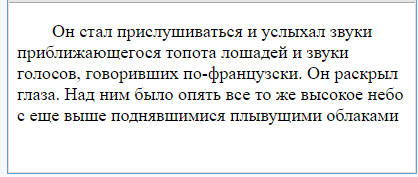 Он стал прислушиваться и услыхал звуки
приближающегося топота лошадей и звуки
голосов, говоривших по-французски. Он раскрыл
глаза. Над ним было опять все то же высокое небо
с еще выше поднявшимися плывущими облаками